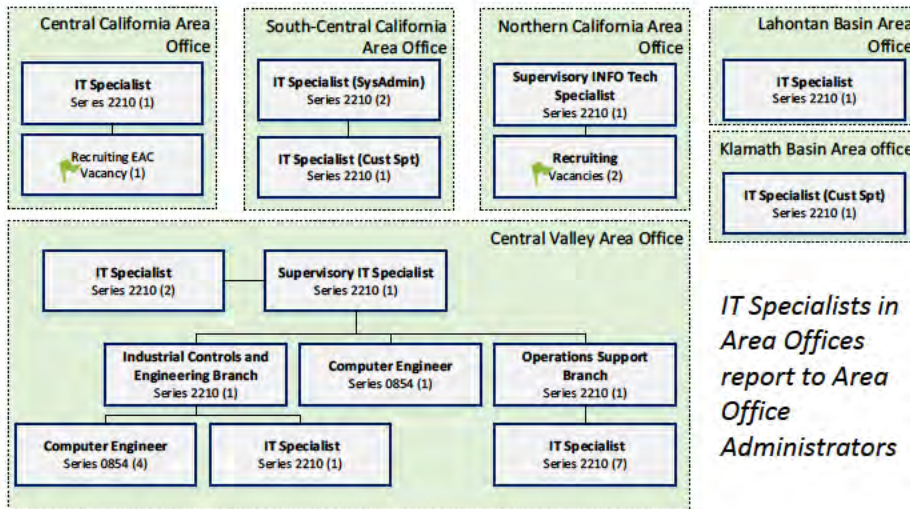 Central California Area
Office
IT Specialist
Series 2210 (1)
Recruiting EAC
Vacancy (1)
South-Central California
Area Office
IT Specialist (SysAdmin)
Series 2210 (2)
IT Specialist (Cust Spt)
Series 2210 (1)
Northern California Area
Office
Supervisory INFO Tech
Specialist
Series 2210 (1)
Recruiting
Vacancies (2)
Lahontan Basin Area
Office
IT Specialist
Series 2210 (1)
Klamath Basin Area office
IT Specialist (Cust Spt)
Series 2210 (1)
Central Valley Area Office
IT Specialist
Series 2210 (2)
Supervisory IT Specialist
Series 2210 (1)
Industrial Controls and
Engineering Branch
Series 2210 (1)
Computer Engineer
Series 0854 (1)
Operations Support
Branch
Series 2210 (1)
Computer Engineer
Series 0854 (4)
IT Specialist
Series 2210 (1)
IT Specialist
Series 2210 (7)
IT Specialists in
Area Offices
report to Area
Office
Administrators